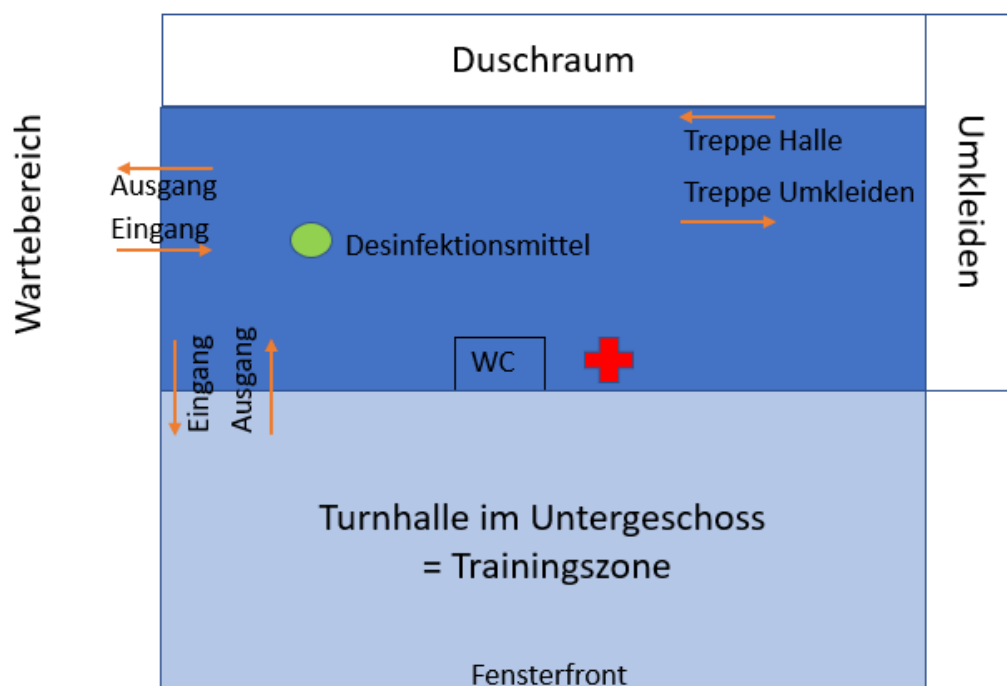 Duschraum
Wartebereich
Umkleiden
Treppe Halle
Ausgang
Treppe Umkleiden
Eingang
Desinfektionsmittel
Eingang
Ausgang
WC
Turnhalle im Untergeschoss
= Trainingszone
Fensterfront